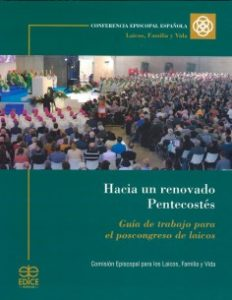 CONFERENCIA EPISCOPAL ESPAÑOLA
Laicos, Familia y Vida
Hacia un renovado
Pentecostés
Guía de trabajo para
el poscongreso de laicos
Comisión Episcopal para los Laicos, Familia y Vida
EDICE